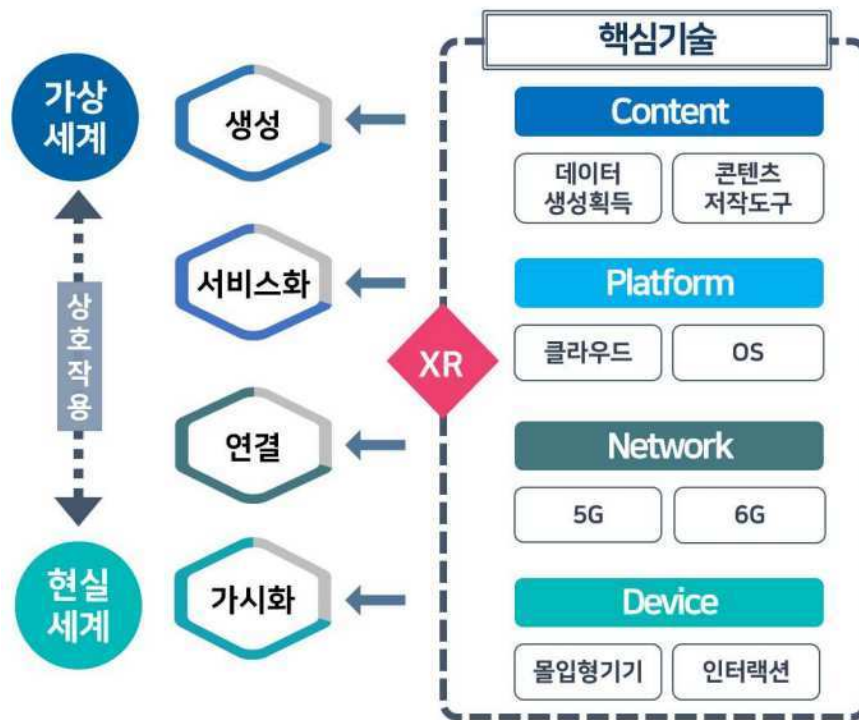 핵심기술
가상
세계
생성
Content
데이터
생성획득
콘텐츠
저작도구
상호작용
서비스화
Platform
클라우드
OS
XR
연결
Network
5G
6G
현실
세계
가시화
Device
몰입형기기
인터랙션